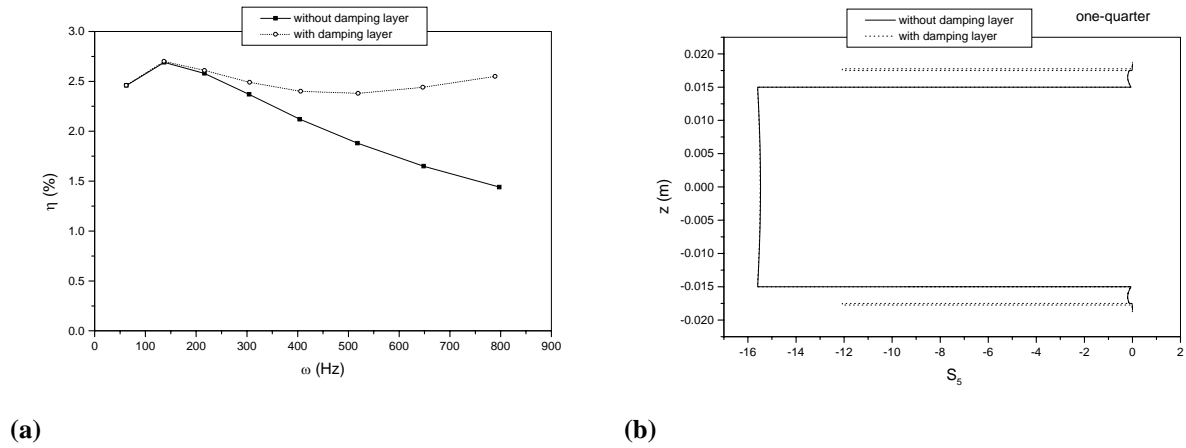 without damping layer
with damping layer
3.0
2.5
2.0
1.5
1.0
0.5
0.0
η (%)
0 100 200 300 400 500 600 700 800 900
ω (Hz)
(a)
without damping layer
with damping layer
one-quarter
0.020
0.015
0.010
0.005
0.000
-0.005
-0.010
-0.015
-0.020
z (m)
-16 -14 -12 -10 -8 -6 -4 -2 0 2
S5
(b)